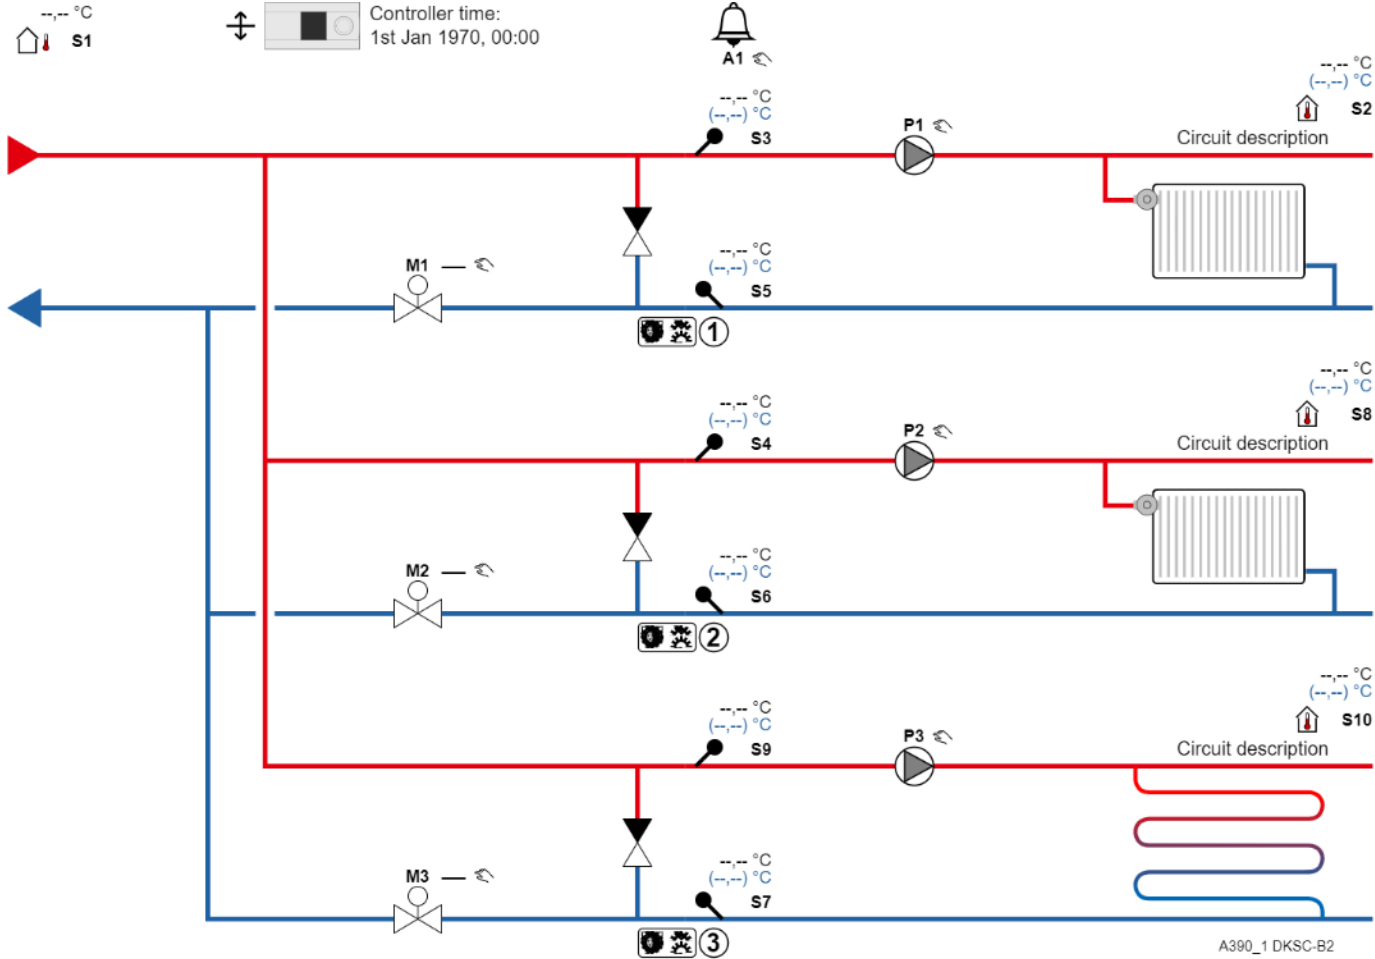 --,-- °C
S1
Controller time:
1st Jan 1970, 00:00
A1
--,-- °C
(--,--) °C
S2
Circuit description
--,-- °C
(--,--) °C
S3
P1
M1
--,-- °C
(--,--) °C
S5
1
--,-- °C
(--,--) °C
S8
Circuit description
--,-- °C
(--,--) °C
S4
P2
M2
--,-- °C
(--,--) °C
S6
2
--,-- °C
(--,--) °C
S10
Circuit description
--,-- °C
(--,--) °C
S9
P3
M3
--,-- °C
(--,--) °C
S7
3
A390_1 DKSC-B2